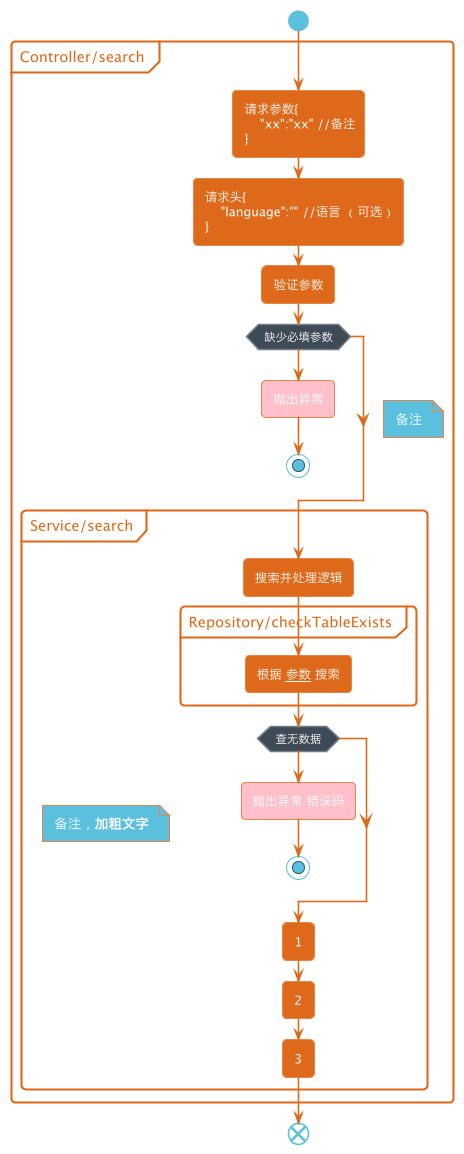 Controller/search
请求参数{
"xx":"xx" //备注
}
请求头{
"language":"" //语言 （可选）
}
验证参数
缺少必填参数
抛出异常
备注
Service/search
搜索并处理逻辑
Repository/checkTableExists
根据 参数 搜索
查无数据
抛出异常 错误码
备注，加粗文字
1
2
3